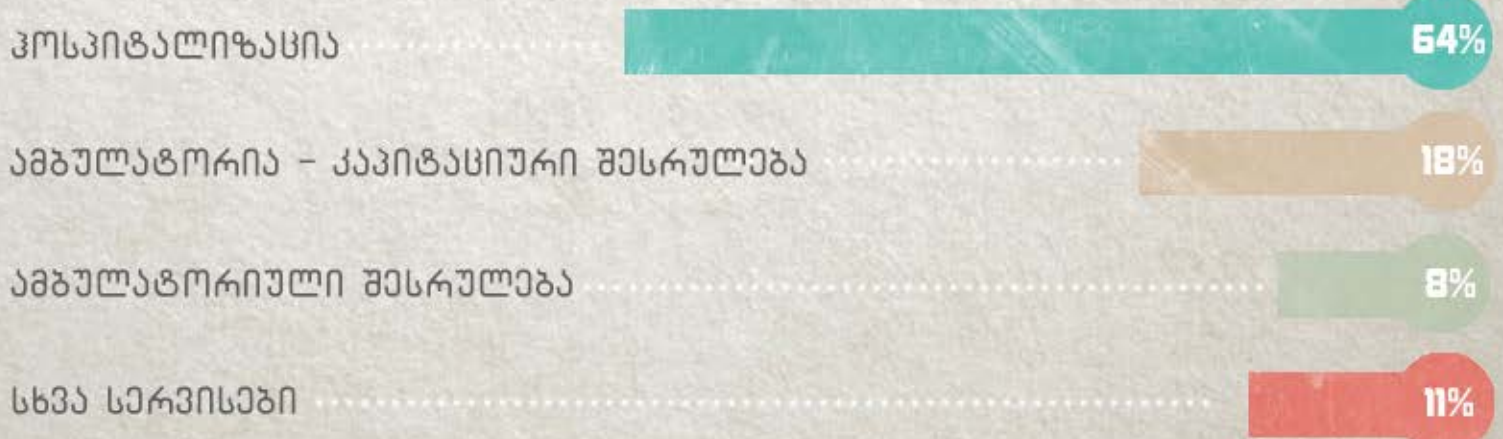 ჰოსპიტალიზაცია 64%
ამბულატორია - კაპიტაციური შესრულება 18%
ამბულატორიული შესრულება 8%
სხვა სერვისები 11%